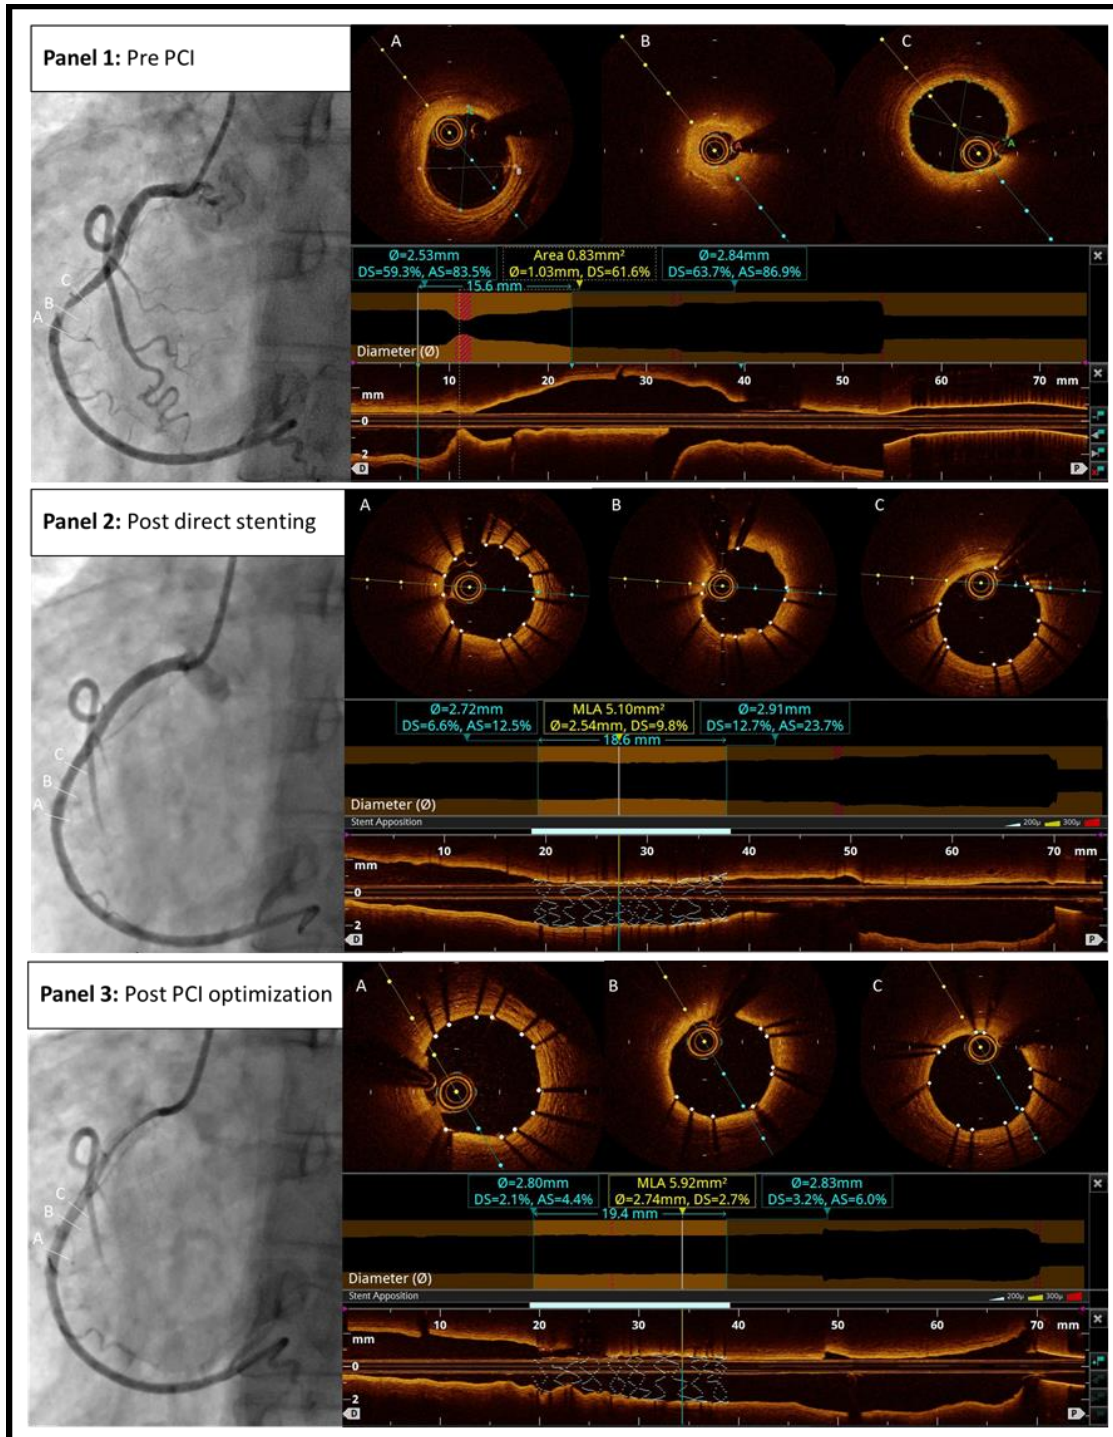 Panel 1: Pre PCI
A
B
C
C
B
A
A
A
B
Ø=2.53mm
DS=59.3%, AS=83.5%
Area 0.83mm²
Ø=1.03mm, DS=61.6%
Ø=2.84mm
DS=63.7%, AS=86.9%
15.6 mm
Diameter (Ø)
10 20 30 40 50 60 70 mm
mm
0
2
D
P
Panel 2: Post direct stenting
A
B
C
C
B
A
Ø=2.72mm
DS=6.6%, AS=12.5%
MLA 5.10mm²
Ø=2.54mm, DS=9.8%
Ø=2.91mm
DS=12.7%, AS=23.7%
18.6 mm
Diameter (Ø)
Stent Apposition
200µ 300µ
10 20 30 40 50 60 70 mm
mm
0
2
D
P
Panel 3: Post PCI optimization
A
B
C
C
B
A
Ø=2.80mm
DS=2.1%, AS=4.4%
MLA 5.92mm²
Ø=2.74mm, DS=2.7%
Ø=2.83mm
DS=3.2%, AS=6.0%
19.4 mm
Diameter (Ø)
Stent Apposition
200µ 300µ
10 20 30 40 50 60 70 mm
mm
0
2
D
P